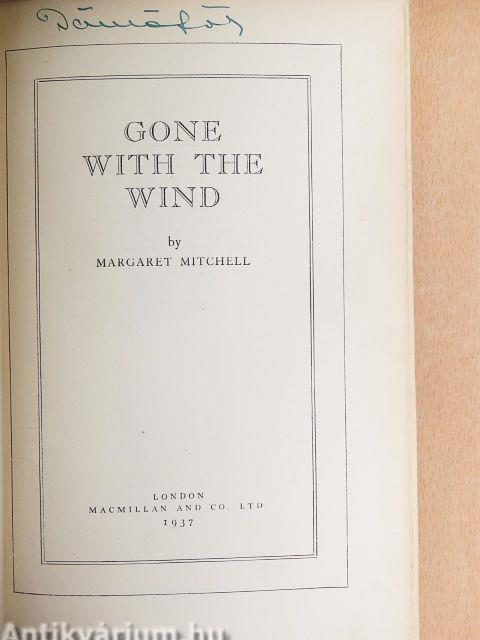 GONE
WITH THE
WIND
by
MARGARET MITCHELL
LONDON
MACMILLAN AND CO. LTD
1937
Antikvárium.hu